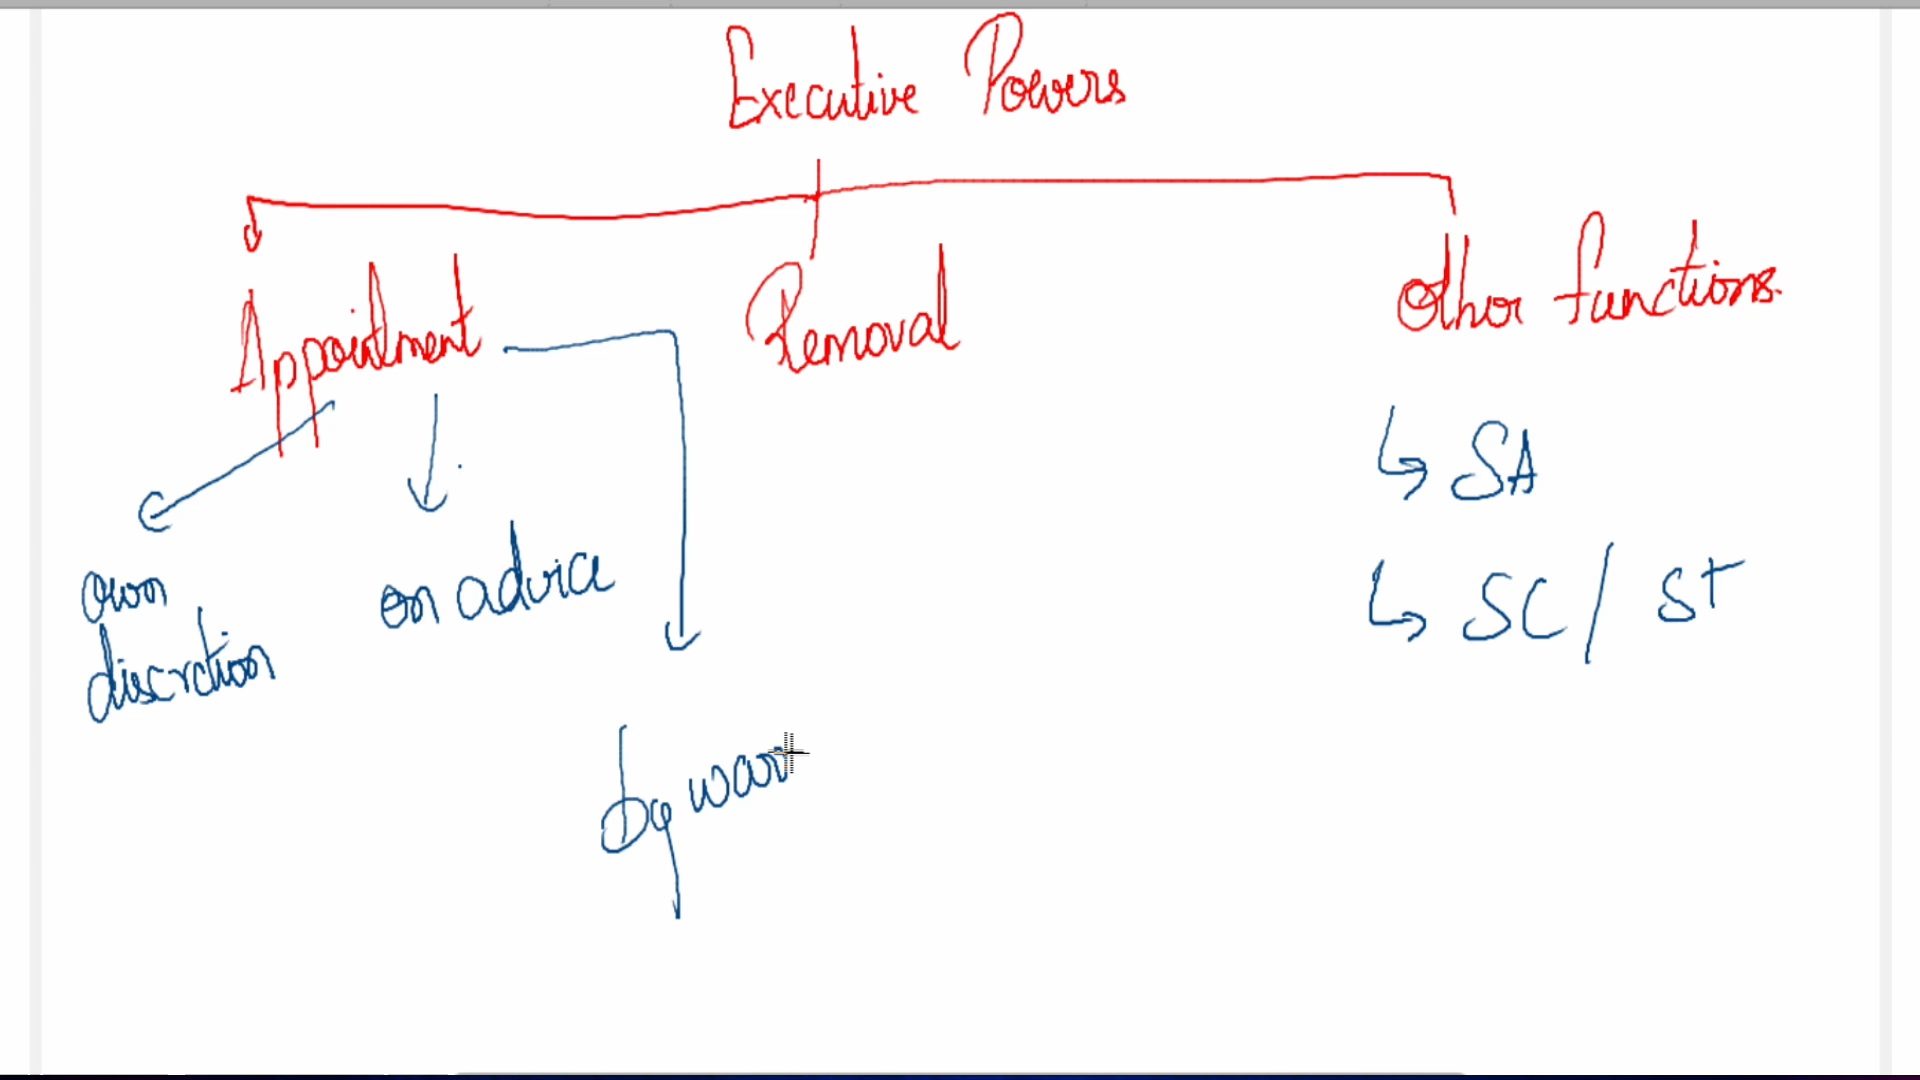 Executive Powers
Appointment
Removal
Other functions.
own
discretion
on advice
by warr
SA
SC / ST